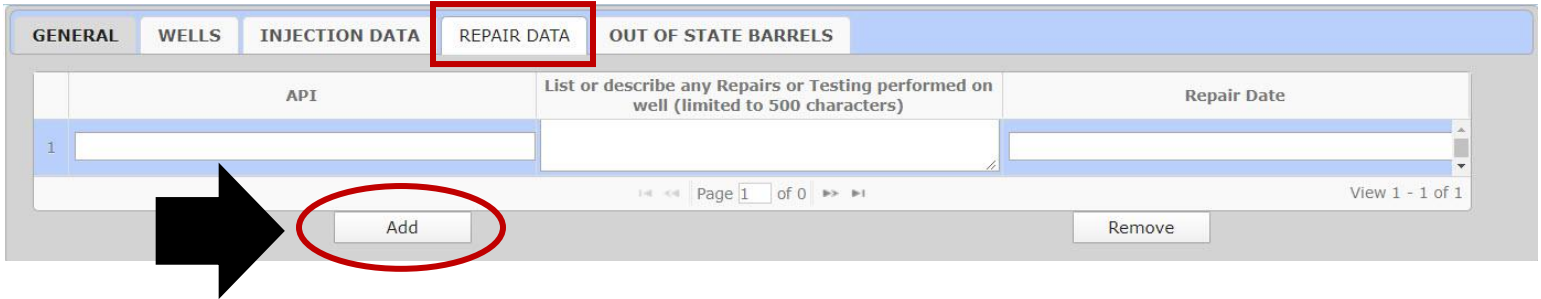 GENERAL WELLS INJECTION DATA REPAIR DATA OUT OF STATE BARRELS
API
List or describe any Repairs or Testing performed on
well (limited to 500 characters)
Repair Date
1
Page 1 of 0
View 1 - 1 of 1
Add
Remove